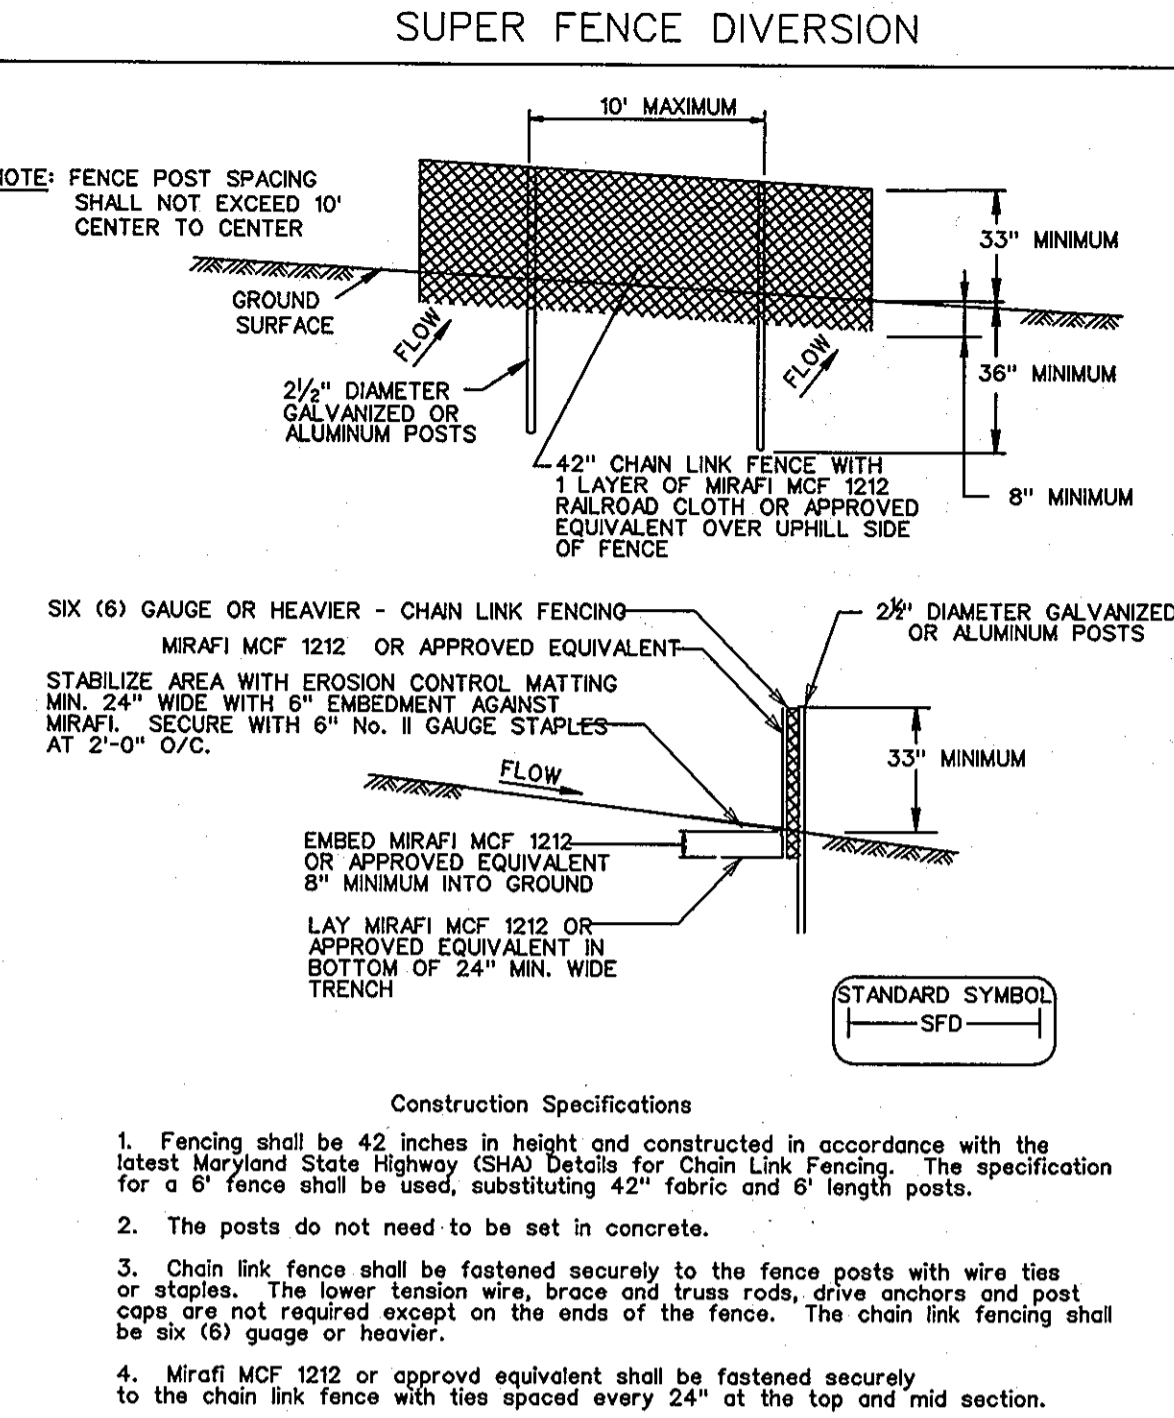 SUPER FENCE DIVERSION
10' MAXIMUM
NOTE: FENCE POST SPACING
SHALL NOT EXCEED 10'
CENTER TO CENTER
33" MINIMUM
GROUND
SURFACE
FLOW
FLOW
36" MINIMUM
2½" DIAMETER
GALVANIZED OR
ALUMINUM POSTS
42" CHAIN LINK FENCE WITH
1 LAYER OF MIRAFI MCF 1212
RAILROAD CLOTH OR APPROVED
EQUIVALENT OVER UPHILL SIDE
OF FENCE
8" MINIMUM
SIX (6) GAUGE OR HEAVIER - CHAIN LINK FENCING
2½" DIAMETER GALVANIZED
OR ALUMINUM POSTS
MIRAFI MCF 1212 OR APPROVED EQUIVALENT
STABILIZE AREA WITH EROSION CONTROL MATTING
MIN. 24" WIDE WITH 6" EMBEDMENT AGAINST
MIRAFI. SECURE WITH 6" No. II GAUGE STAPLES
AT 2'-0" O/C.
33" MINIMUM
FLOW
EMBED MIRAFI MCF 1212
OR APPROVED EQUIVALENT
8" MINIMUM INTO GROUND
LAY MIRAFI MCF 1212 OR
APPROVED EQUIVALENT IN
BOTTOM OF 24" MIN. WIDE
TRENCH
STANDARD SYMBOL
SFD
Construction Specifications
1. Fencing shall be 42 inches in height and constructed in accordance with the
latest Maryland State Highway (SHA) Details for Chain Link Fencing. The specification
for a 6' fence shall be used, substituting 42" fabric and 6' length posts.
2. The posts do not need to be set in concrete.
3. Chain link fence shall be fastened securely to the fence posts with wire ties
or staples. The lower tension wire, brace and truss rods, drive anchors and post
caps are not required except on the ends of the fence. The chain link fencing shall
be six (6) guage or heavier.
4. Mirafi MCF 1212 or approvd equivalent shall be fastened securely
to the chain link fence with ties spaced every 24" at the top and mid section.